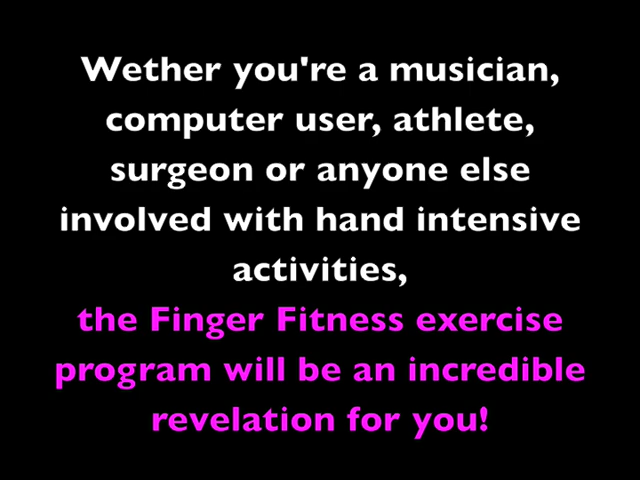 Wether you're a musician,
computer user, athlete,
surgeon or anyone else
involved with hand intensive
activities,
the Finger Fitness exercise
program will be an incredible
revelation for you!